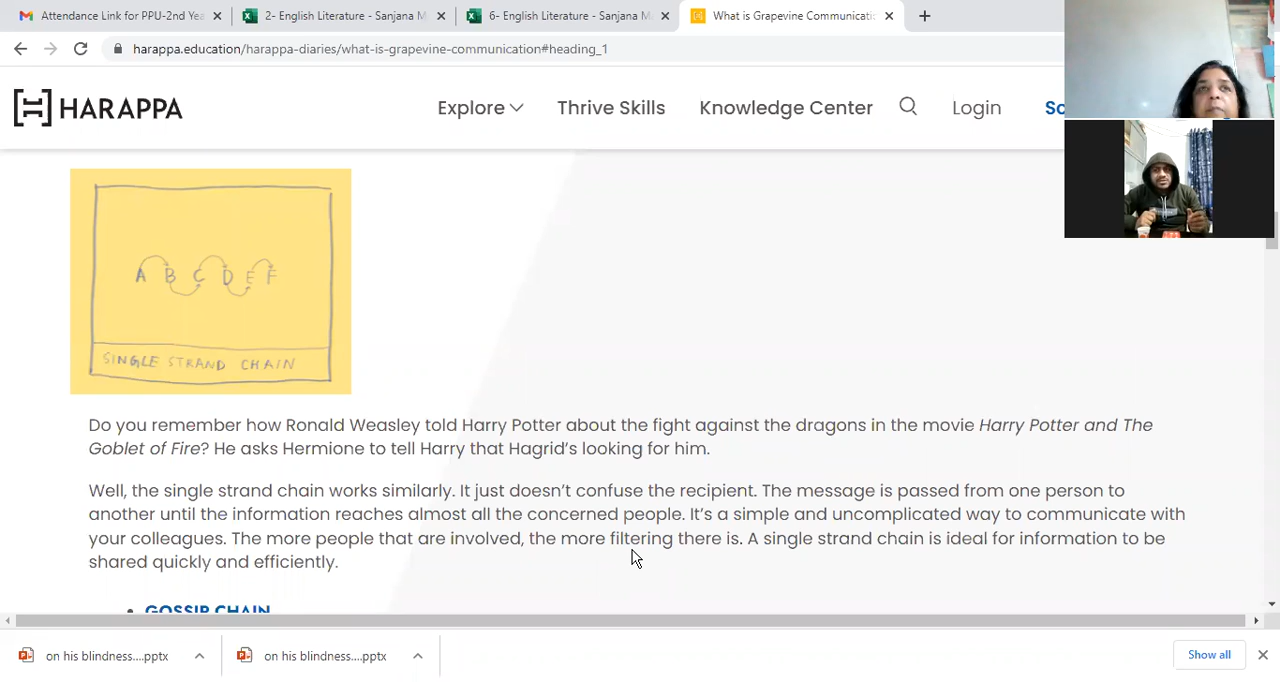 Attendance Link for PPU-2nd Yea
2- English Literature - Sanjana M
6- English Literature - Sanjana Ma
What is Grapevine Communicati
harappa.education/harappa-diaries/what-is-grapevine-communication#heading_1
HARAPPA
Explore
Thrive Skills
Knowledge Center
Login
Sc
A B C D E F
SINGLE STRAND CHAIN
Do you remember how Ronald Weasley told Harry Potter about the fight against the dragons in the movie Harry Potter and The
Goblet of Fire? He asks Hermione to tell Harry that Hagrid's looking for him.
Well, the single strand chain works similarly. It just doesn't confuse the recipient. The message is passed from one person to
another until the information reaches almost all the concerned people. It's a simple and uncomplicated way to communicate with
your colleagues. The more people that are involved, the more filtering there is. A single strand chain is ideal for information to be
shared quickly and efficiently.
• GOSSIP CHAIN
on his blindness....pptx
on his blindness....pptx
Show all